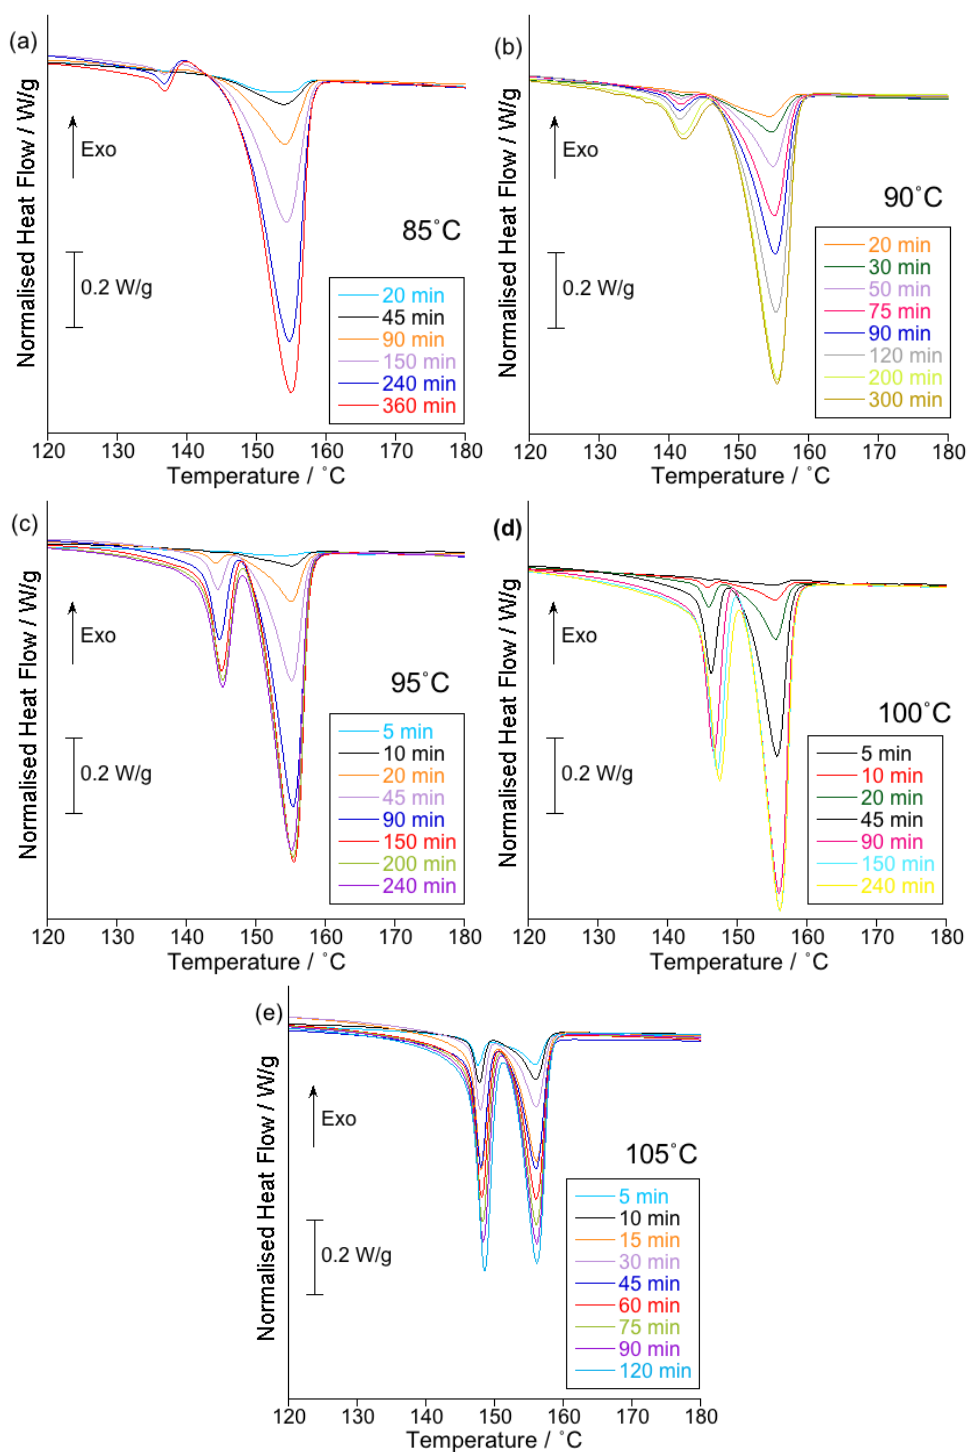 (a)
Normalised Heat Flow / W/g
Exo
0.2 W/g
85˚C
20 min
45 min
90 min
150 min
240 min
360 min
120 130 140 150 160 170 180
Temperature / ˚C
(b)
Normalised Heat Flow / W/g
Exo
0.2 W/g
90˚C
20 min
30 min
50 min
75 min
90 min
120 min
200 min
300 min
120 130 140 150 160 170 180
Temperature / ˚C
(c)
Normalised Heat Flow / W/g
Exo
0.2 W/g
95˚C
5 min
10 min
20 min
45 min
90 min
150 min
200 min
240 min
120 130 140 150 160 170 180
Temperature / ˚C
(d)
Normalised Heat Flow / W/g
Exo
0.2 W/g
100˚C
5 min
10 min
20 min
45 min
90 min
150 min
240 min
120 130 140 150 160 170 180
Temperature / ˚C
(e)
Normalised Heat Flow / W/g
Exo
0.2 W/g
105˚C
5 min
10 min
15 min
30 min
45 min
60 min
75 min
90 min
120 min
120 130 140 150 160 170 180
Temperature / ˚C